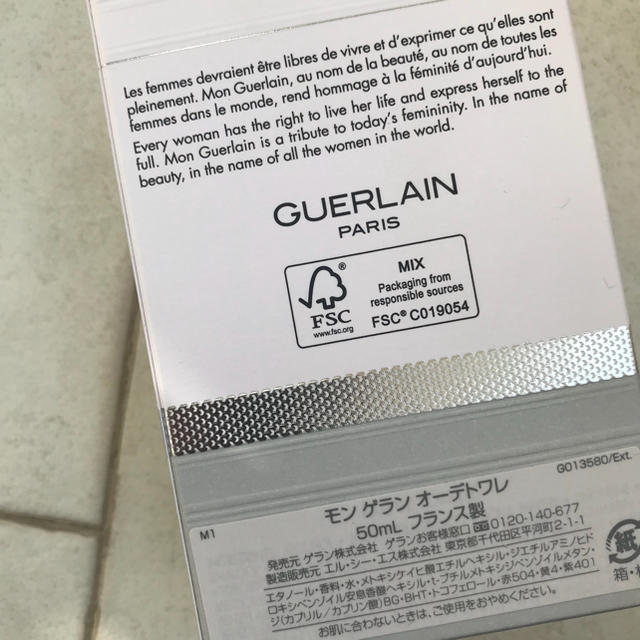 Les femmes devraient être libres de vivre et d'exprimer ce qu'elles sont
pleinement. Mon Guerlain, au nom de la beauté, au nom de toutes les
femmes dans le monde, rend hommage à la féminité d'aujourd'hui.
Every woman has the right to live her life and express herself to the
full. Mon Guerlain is a tribute to today's femininity. In the name of
beauty, in the name of all the women in the world.
GUERLAIN
PARIS
FSC
www.fsc.org
MIX
Packaging from
responsible sources
FSC® C019054
G013580/Ext.
M1
モン ゲラン オーデトワレ
50mL フランス製
発売元 ゲラン株式会社 ゲランお客様窓口 0120-140-677
製造販売元 エル・シー・エス株式会社 東京都千代田区平河町2-1-1
エタノール・香料・水・メトキシケイヒ酸エチルヘキシル・ジエチルアミノヒド
ロキシベンゾイル安息香酸ヘキシル・t-ブチルメトキシジベンゾイルメタン・
ジ(カプリル/カプリン酸)BG・BHT・トコフェロール・赤504・黄4・紫401
お肌に合わないときは、ご使用をおやめください。
紙
箱・